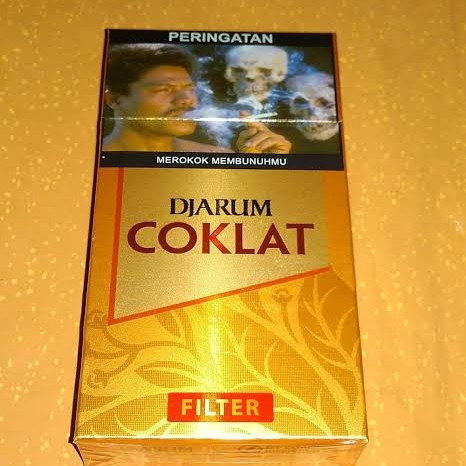 PERINGATAN
MEROKOK MEMBUNUHMU
DJARUM
COKLAT
FILTER